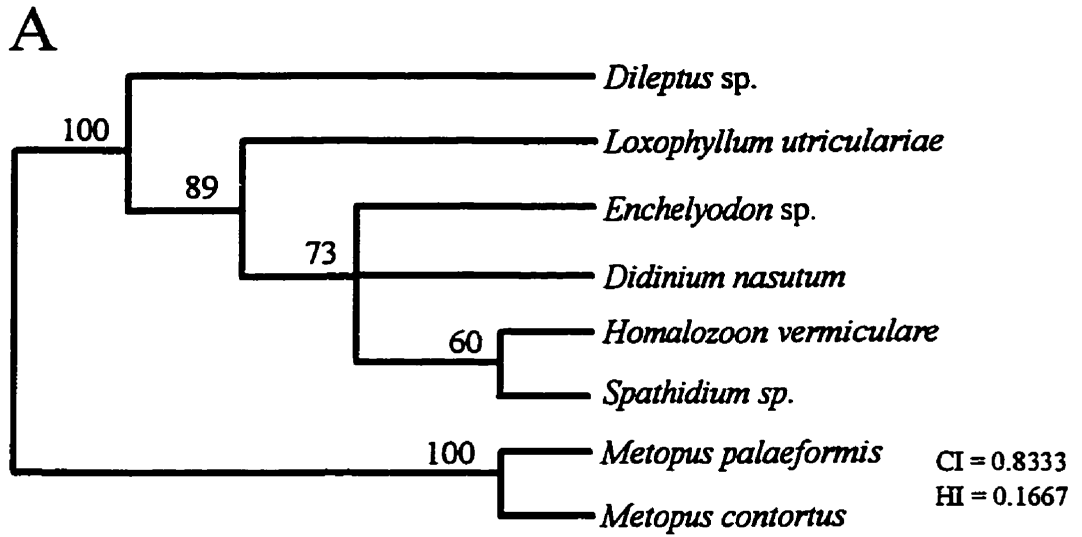 A
Dileptus sp.
100
Loxophyllum utriculariae
89
Enchelyodon sp.
73
Didinium nasutum
Homalozoon vermiculare
60
Spathidium sp.
Metopus palaeformis
100
CI = 0.8333
HI = 0.1667
Metopus contortus